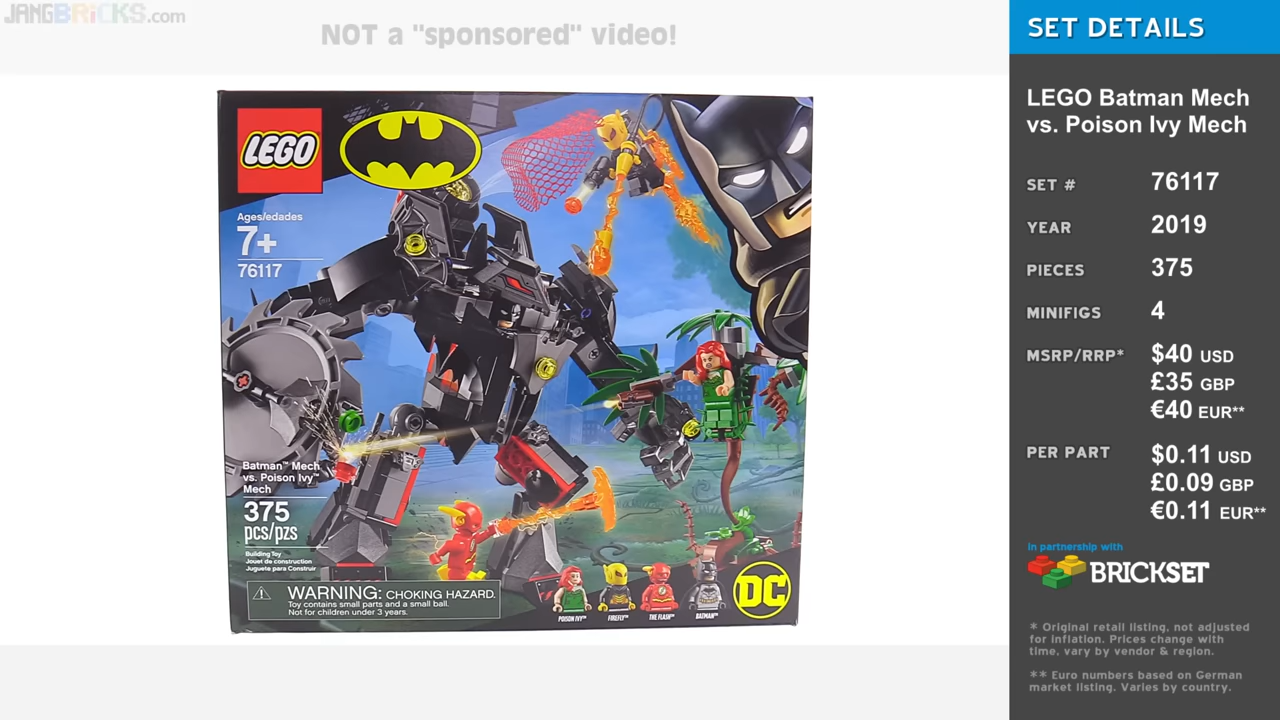 JANGBRiCKS.com
NOT a "sponsored" video!
LEGO
Ages/edades
7+
76117
Batman™ Mech
vs. Poison Ivy™
Mech
375
pcs/pzs
Building Toy
Jouet de construction
Juguete para Construir
WARNING: CHOKING HAZARD.
Toy contains small parts and a small ball.
Not for children under 3 years.
POISON IVY™
FIREFLY™
THE FLASH™
BATMAN™
DC
SET DETAILS
LEGO Batman Mech
vs. Poison Ivy Mech
SET # 76117
YEAR 2019
PIECES 375
MINIFIGS 4
MSRP/RRP* $40 USD
£35 GBP
€40 EUR**
PER PART $0.11 USD
£0.09 GBP
€0.11 EUR**
in partnership with
BRICKSET
* Original retail listing, not adjusted
for inflation. Prices change with
time, vary by vendor & region.
** Euro numbers based on German
market listing. Varies by country.